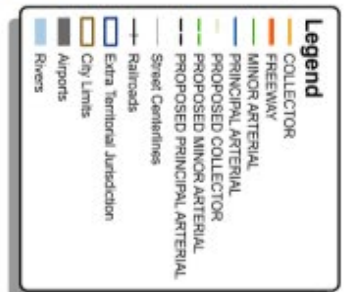 Legend
COLLECTOR
FREEWAY
MINOR ARTERIAL
PRINCIPAL ARTERIAL
PROPOSED COLLECTOR
PROPOSED MINOR ARTERIAL
PROPOSED PRINCIPAL ARTERIAL
Street Centerlines
Railroads
Extra Territorial Jurisdiction
City Limits
Airports
Rivers